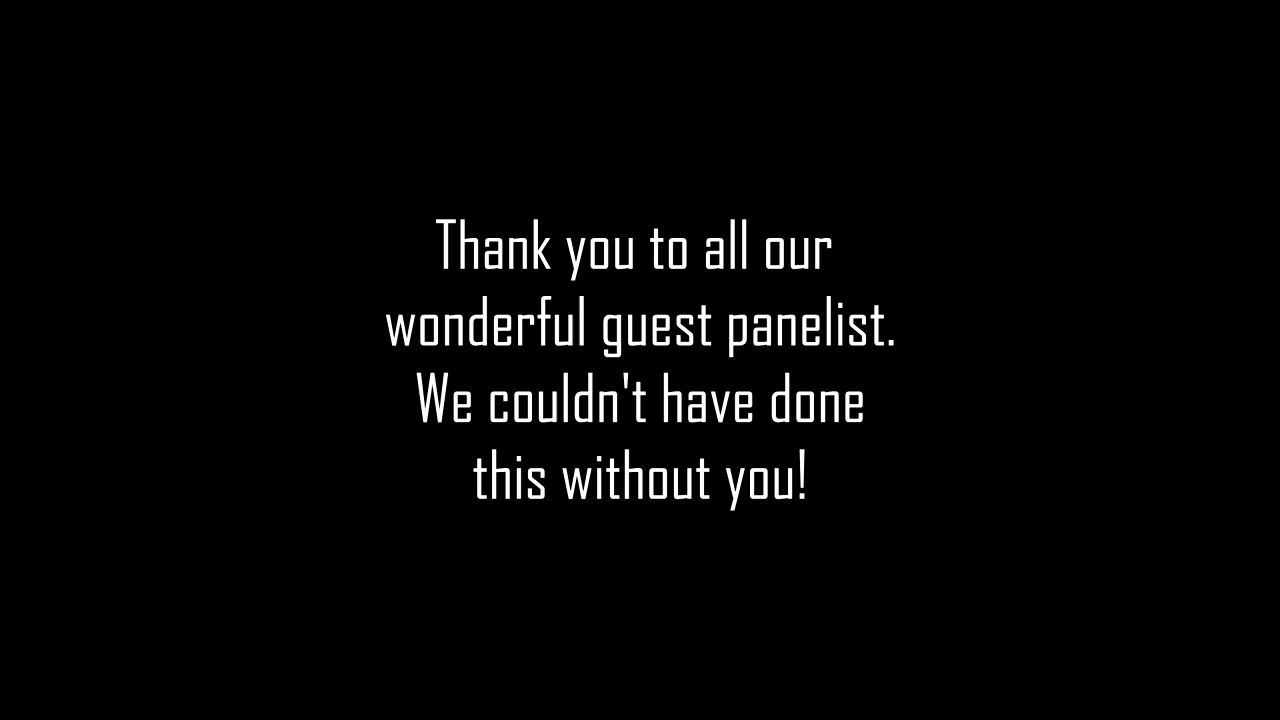 Thank you to all our
wonderful guest panelist.
We couldn't have done
this without you!